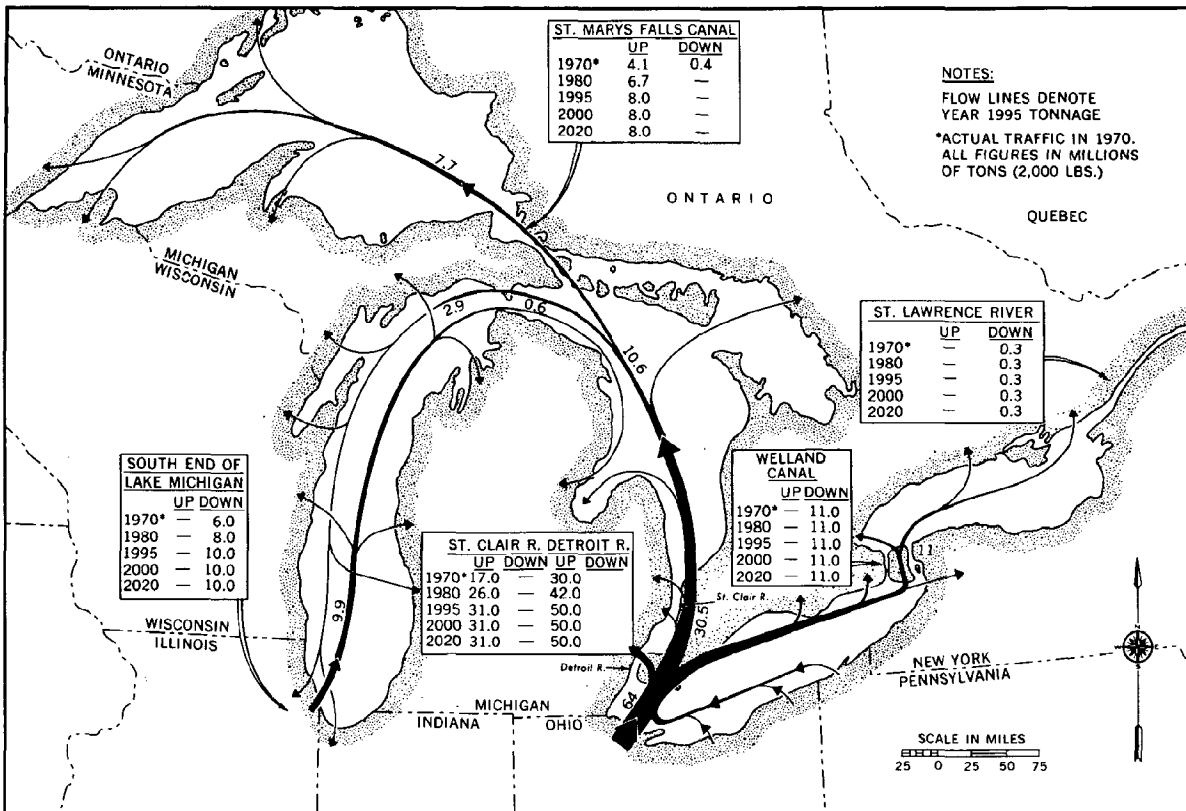 ST. MARYS FALLS CANAL
UP DOWN
1970* 4.1 0.4
1980 6.7 —
1995 8.0 —
2000 8.0 —
2020 8.0 —
NOTES:
FLOW LINES DENOTE
YEAR 1995 TONNAGE
*ACTUAL TRAFFIC IN 1970.
ALL FIGURES IN MILLIONS
OF TONS (2,000 LBS.)
ONTARIO
MINNESOTA
7.7
ONTARIO
QUEBEC
MICHIGAN
WISCONSIN
2.9
0.6
10.6
ST. LAWRENCE RIVER
UP DOWN
1970* — 0.3
1980 — 0.3
1995 — 0.3
2000 — 0.3
2020 — 0.3
SOUTH END OF
LAKE MICHIGAN
UP DOWN
1970* — 6.0
1980 — 8.0
1995 — 10.0
2000 — 10.0
2020 — 10.0
WELLAND
CANAL
UP DOWN
1970* — 11.0
1980 — 11.0
1995 — 11.0
2000 — 11.0
2020 — 11.0
11
ST. CLAIR R. DETROIT R.
UP DOWN UP DOWN
1970* 17.0 — 30.0
1980 26.0 — 42.0
1995 31.0 — 50.0
2000 31.0 — 50.0
2020 31.0 — 50.0
St. Clair R.
30.5
9.9
WISCONSIN
ILLINOIS
Detroit R.
64
NEW YORK
PENNSYLVANIA
MICHIGAN
INDIANA
OHIO
SCALE IN MILES
25 0 25 50 75